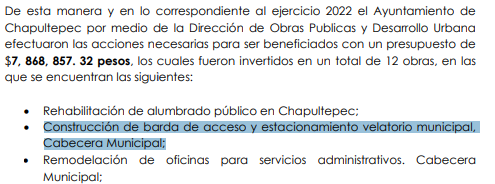 De esta manera y en lo correspondiente al ejercicio 2022 el Ayuntamiento de
Chapultepec por medio de la Dirección de Obras Publicas y Desarrollo Urbana
efectuaron las acciones necesarias para ser beneficiados con un presupuesto de
$7, 868, 857. 32 pesos, los cuales fueron invertidos en un total de 12 obras, en las
que se encuentran las siguientes:
• Rehabilitación de alumbrado público en Chapultepec;
• Construcción de barda de acceso y estacionamiento velatorio municipal,
Cabecera Municipal;
• Remodelación de oficinas para servicios administrativos. Cabecera
Municipal;